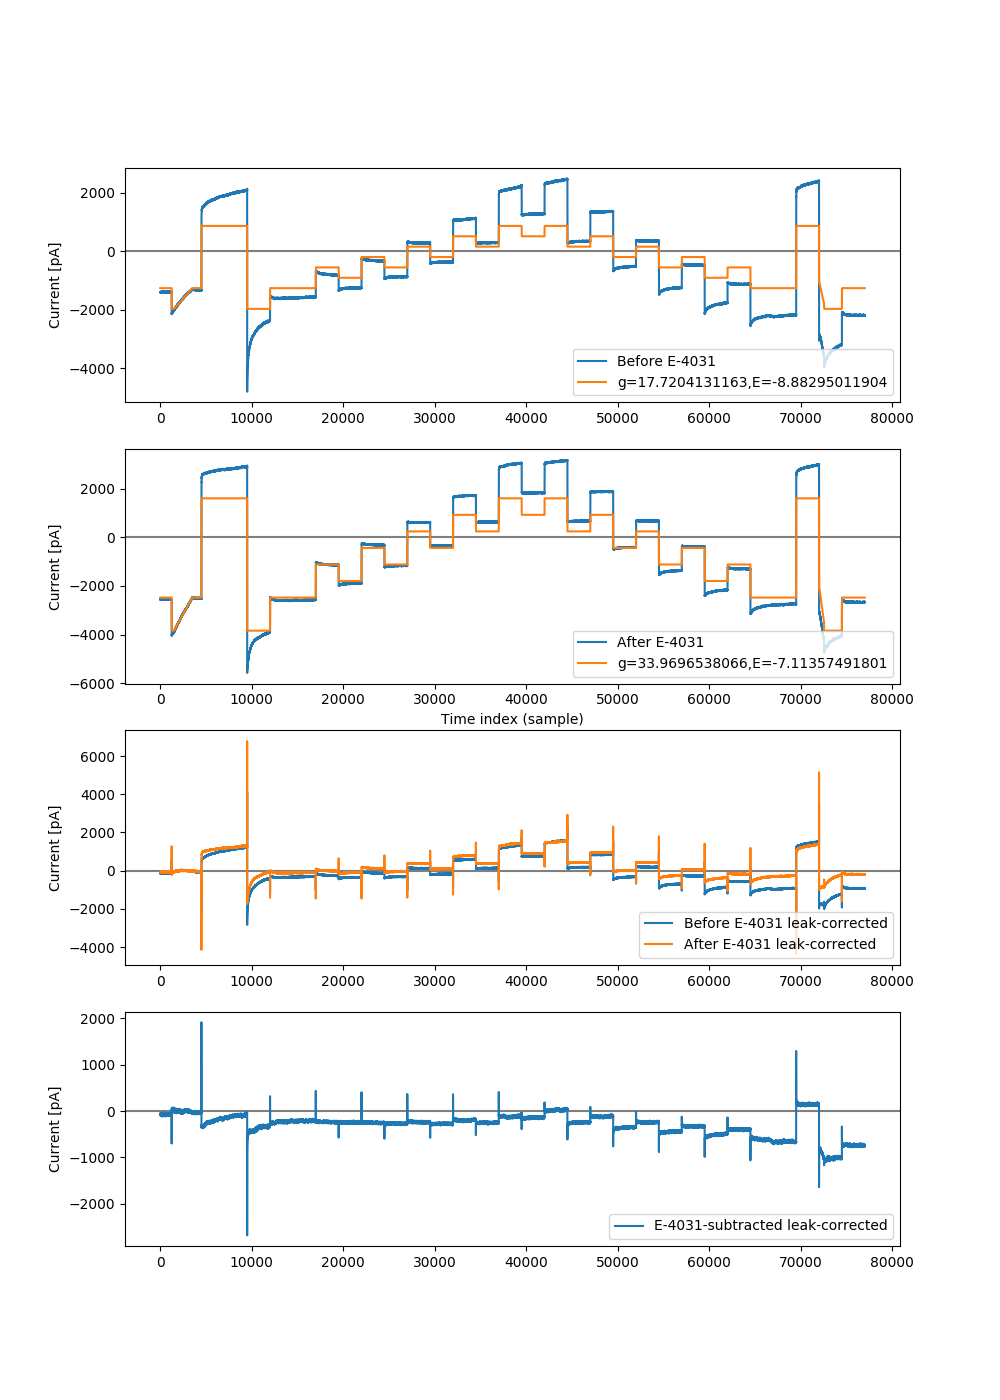 2000
0
−2000
−4000
Current [pA]
Before E-4031
g=17.7204131163,E=-8.88295011904
0 10000 20000 30000 40000 50000 60000 70000 80000
2000
0
−2000
−4000
−6000
Current [pA]
After E-4031
g=33.9696538066,E=-7.11357491801
0 10000 20000 30000 40000 50000 60000 70000 80000
Time index (sample)
6000
4000
2000
0
−2000
−4000
Current [pA]
Before E-4031 leak-corrected
After E-4031 leak-corrected
0 10000 20000 30000 40000 50000 60000 70000 80000
2000
1000
0
−1000
−2000
Current [pA]
E-4031-subtracted leak-corrected
0 10000 20000 30000 40000 50000 60000 70000 80000